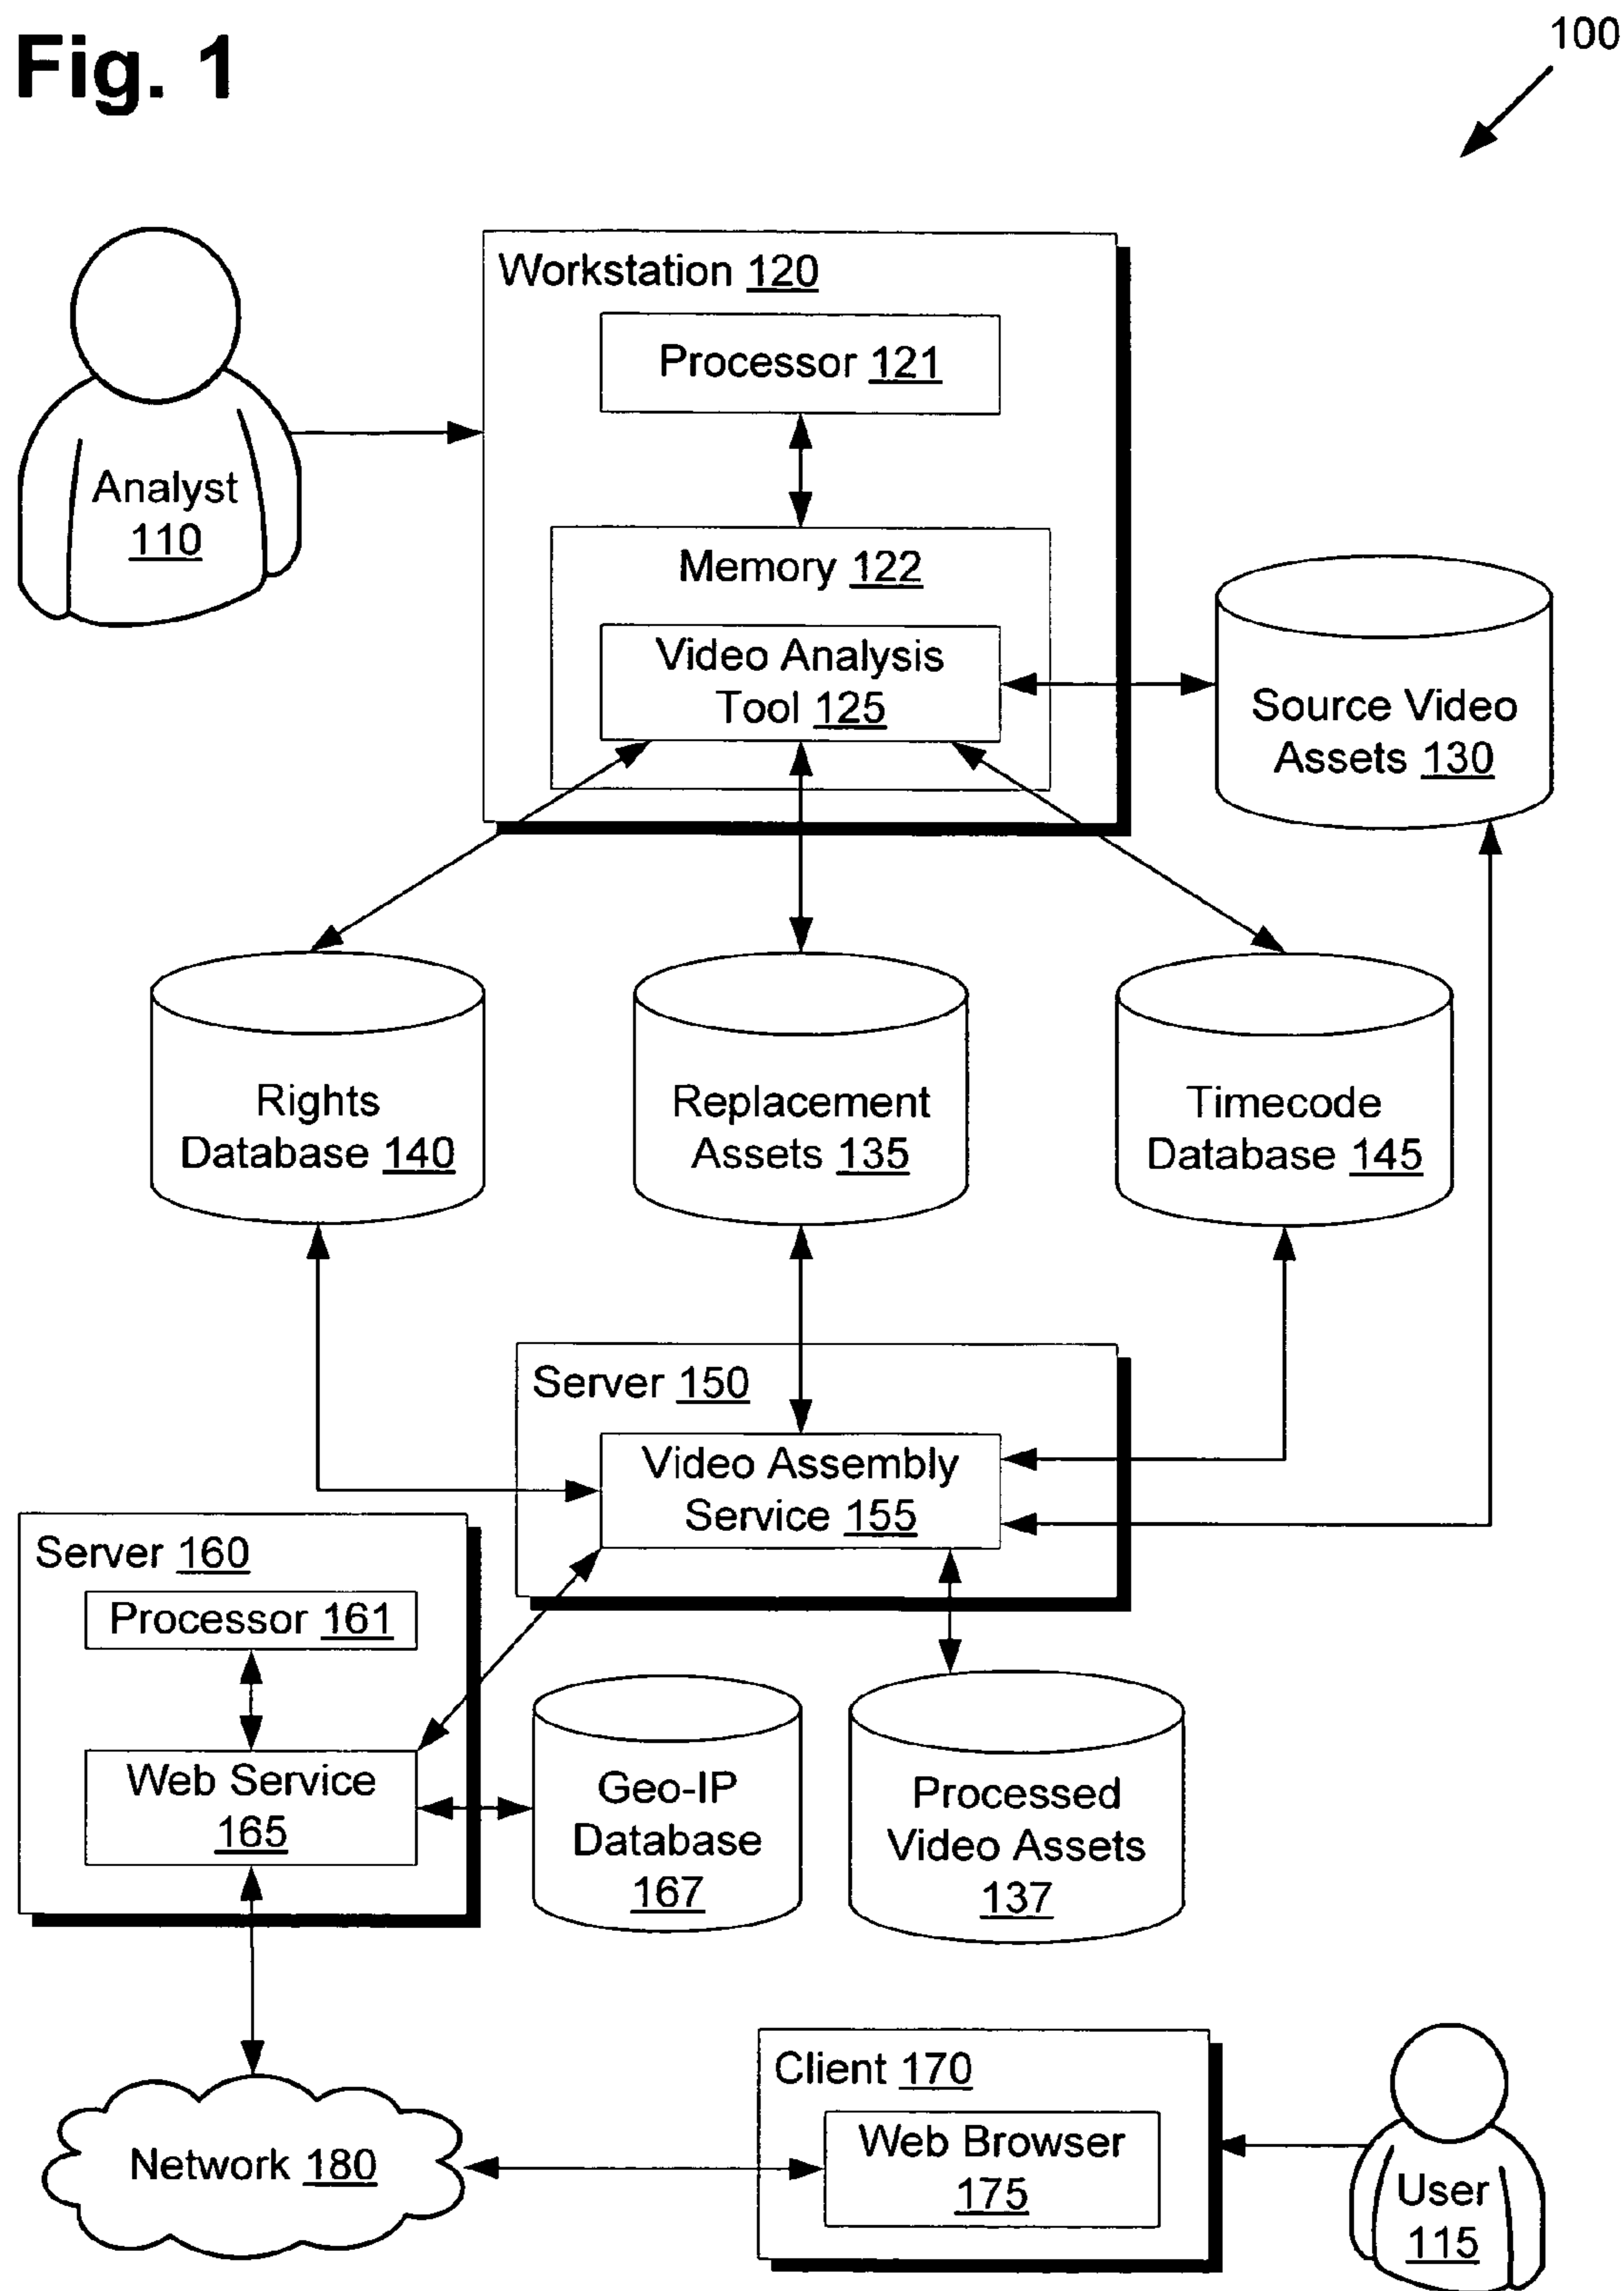 Fig. 1
100
Workstation 120
Processor 121
Analyst
110
Memory 122
Video Analysis
Tool 125
Source Video
Assets 130
Rights
Database 140
Replacement
Assets 135
Timecode
Database 145
Server 150
Video Assembly
Service 155
Server 160
Processor 161
Web Service
165
Geo-IP
Database
167
Processed
Video Assets
137
Client 170
Web Browser
175
Network 180
User
115